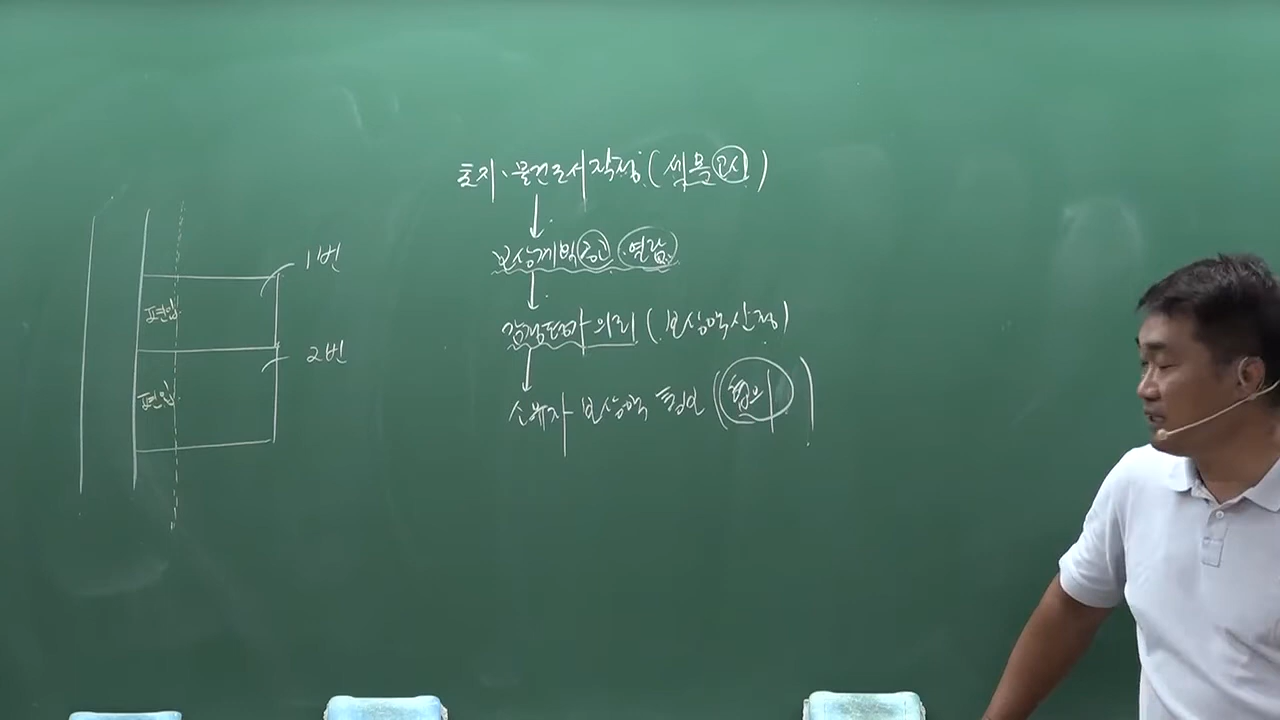 1번
2번
편입
편입
토지·물건조서작성 (세목고시)
보상계획 공고 열람
감정평가 의뢰 (보상액산정)
소유자 보상액 통보 (협의)